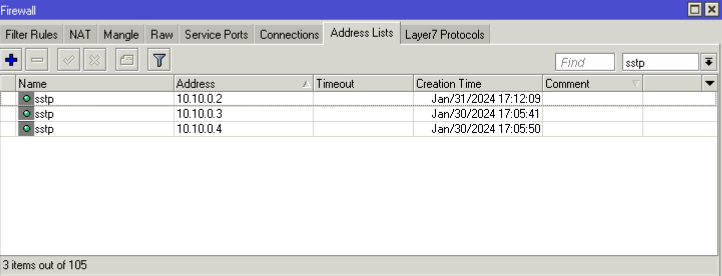 Firewall
Filter Rules NAT Mangle Raw Service Ports Connections Address Lists Layer7 Protocols
Find sstp
Name Address Timeout Creation Time Comment
sstp 10.10.0.2 Jan/31/2024 17:12:09
sstp 10.10.0.3 Jan/30/2024 17:05:41
sstp 10.10.0.4 Jan/30/2024 17:05:50
3 items out of 105